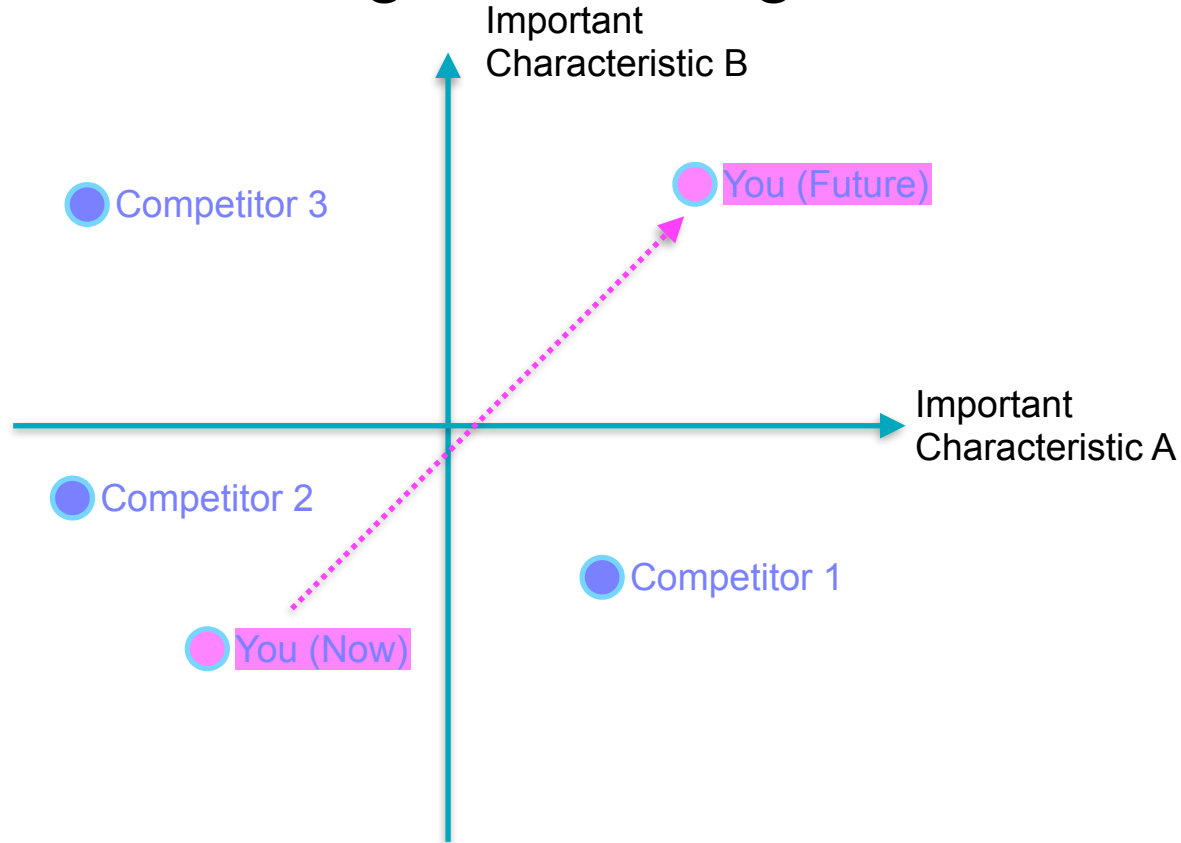 Important
Characteristic B
You (Future)
Competitor 3
Important
Characteristic A
Competitor 2
Competitor 1
You (Now)